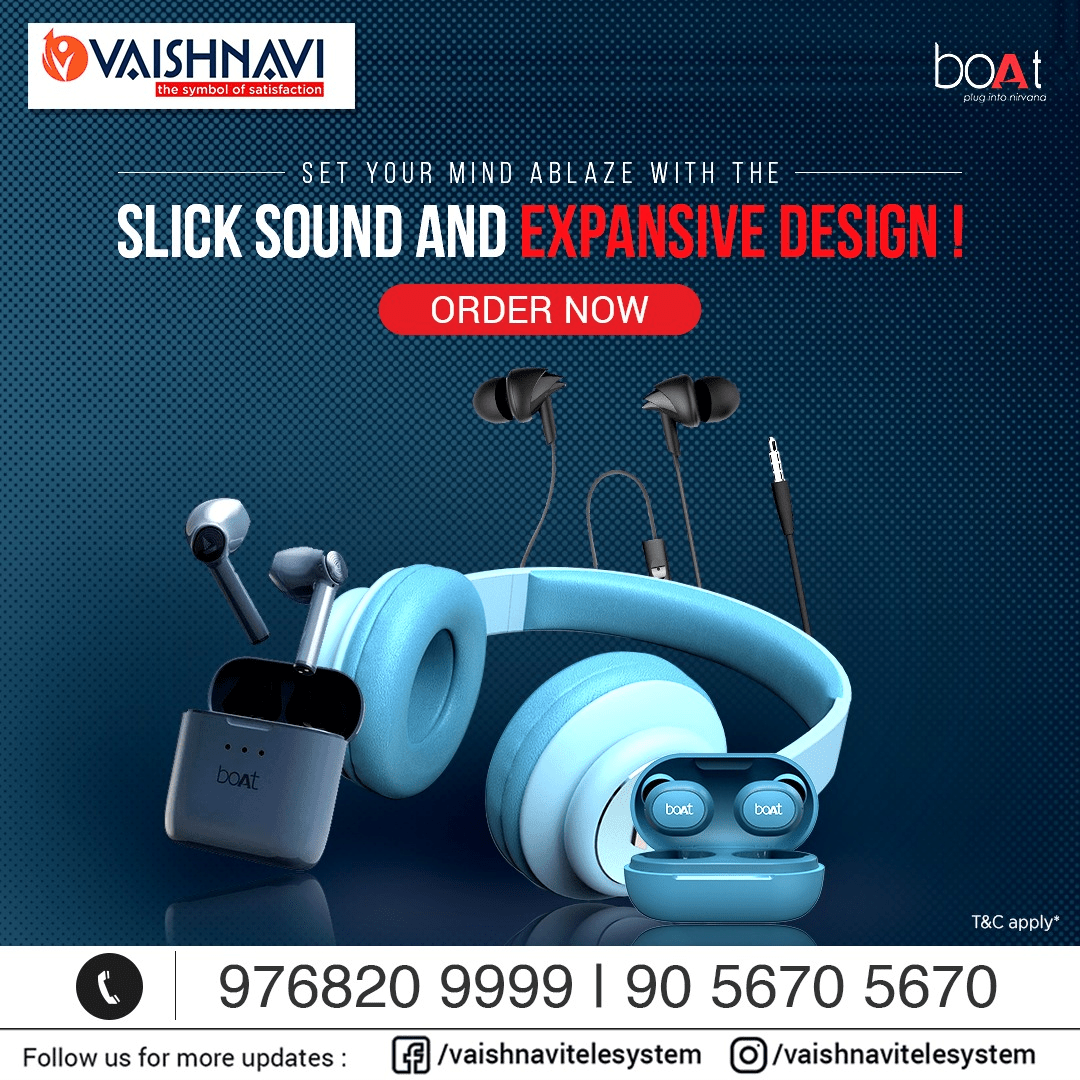 VAISHNAVI
the symbol of satisfaction
boAt
plug into nirvana
SET YOUR MIND ABLAZE WITH THE
SLICK SOUND AND EXPANSIVE DESIGN !
ORDER NOW
boAt
boAt boAt
T&C apply*
976820 9999 | 90 5670 5670
Follow us for more updates : /vaishnavitelesystem /vaishnavitelesystem